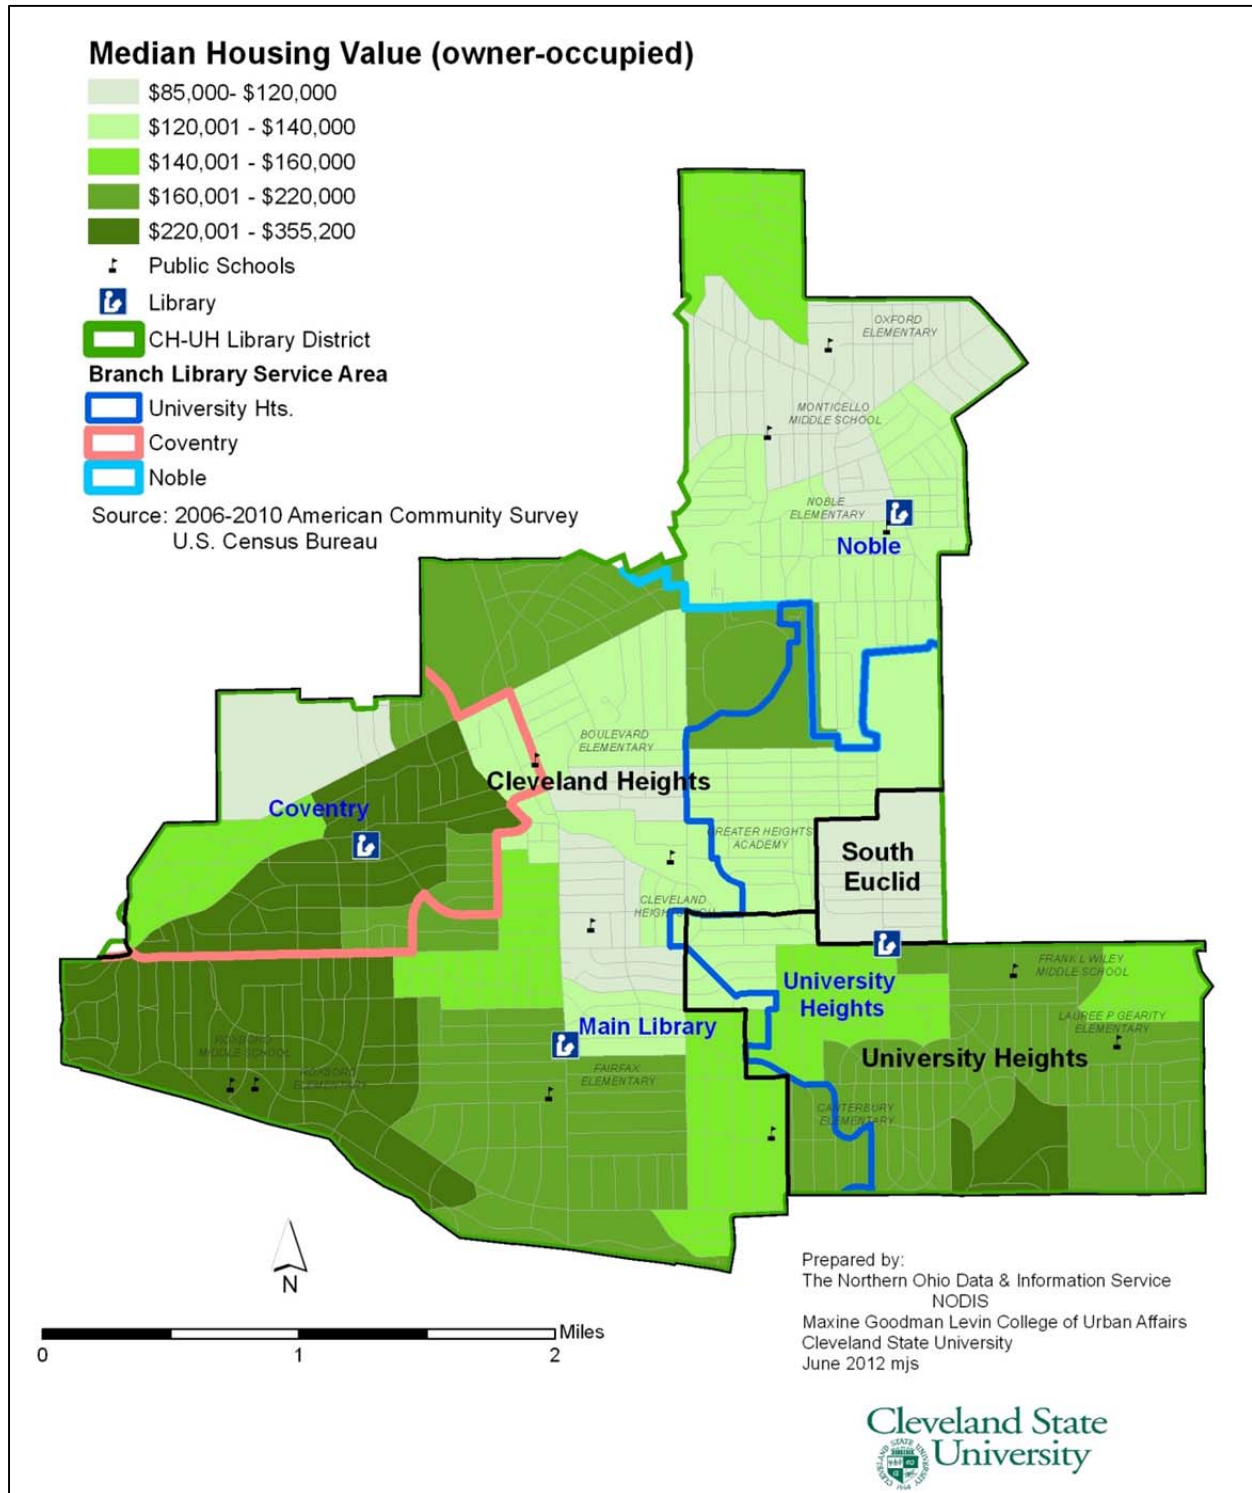 Median Housing Value (owner-occupied)
$85,000- $120,000
$120,001 - $140,000
$140,001 - $160,000
$160,001 - $220,000
$220,001 - $355,200
Public Schools
Library
CH-UH Library District
Branch Library Service Area
University Hts.
Coventry
Noble
Source: 2006-2010 American Community Survey
U.S. Census Bureau
OXFORD
ELEMENTARY
MONTICELLO
MIDDLE SCHOOL
NOBLE
ELEMENTARY
Noble
BOULEVARD
ELEMENTARY
Cleveland Heights
Coventry
GREATER HEIGHTS
ACADEMY
South
Euclid
CLEVELAND
University
Heights
FRANK L WILEY
MIDDLE SCHOOL
LAUREE P GEARITY
ELEMENTARY
Main Library
University Heights
ROXBORO
MIDDLE SCHOOL
ROXBORO
ELEMENTARY
FAIRFAX
ELEMENTARY
CANTERBURY
ELEMENTARY
N
Miles
0 1 2
Prepared by:
The Northern Ohio Data & Information Service
NODIS
Maxine Goodman Levin College of Urban Affairs
Cleveland State University
June 2012 mjs
Cleveland State
University